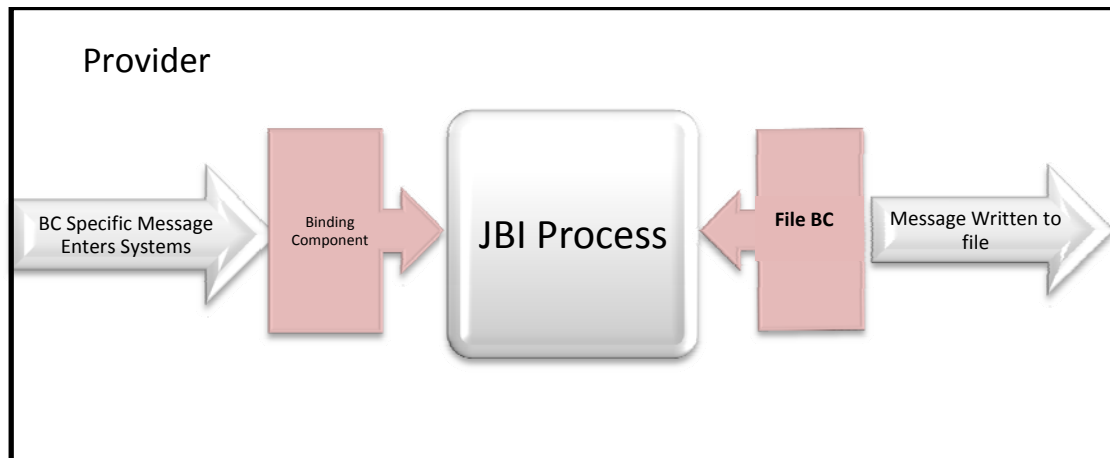 Provider
BC Specific Message
Enters Systems
Binding
Component
JBI Process
File BC
Message Written to
file